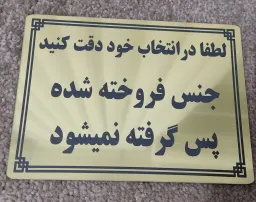 لطفا در انتخاب خود دقت کنید
جنس فروخته شده
پس گرفته نمیشود